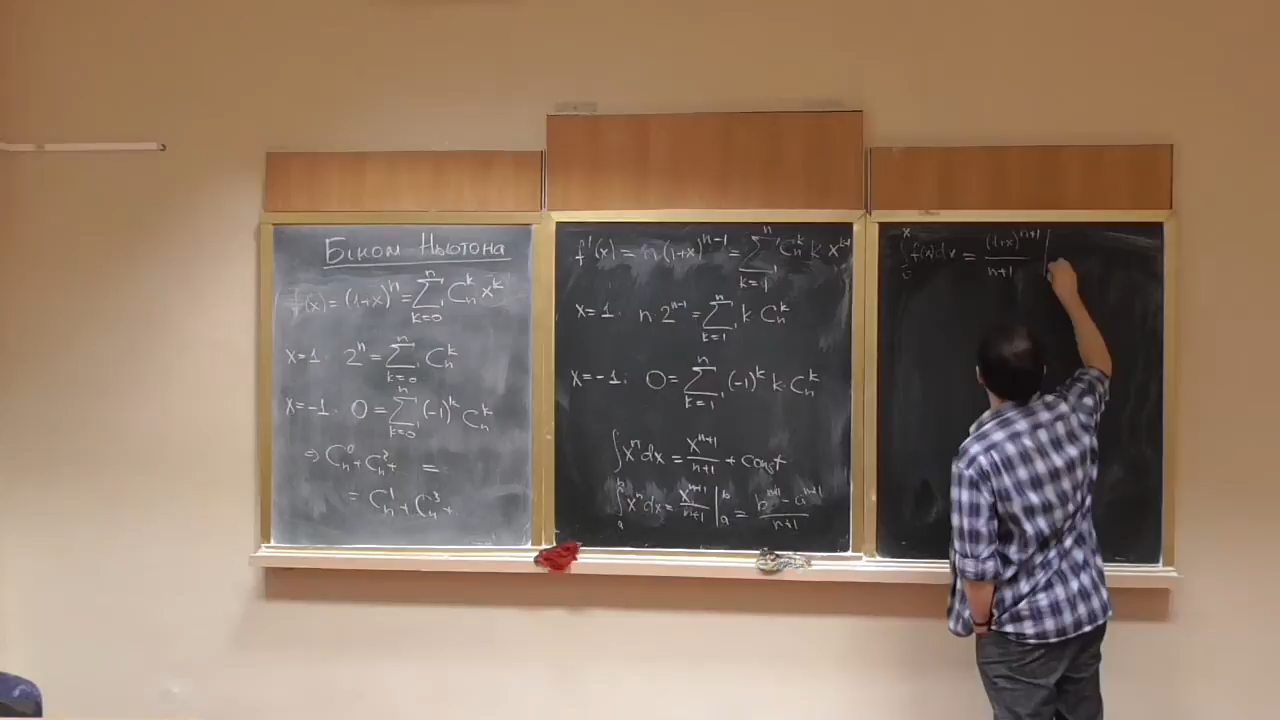 Біном Ньютона
f(x) = (1+x)^n = ∑_{k=0}^{n} C_n^k x^k
x=1. 2^n = ∑_{k=0}^{n} C_n^k
x=-1. 0 = ∑_{k=0}^{n} (-1)^k C_n^k
⇒ C_n^0 + C_n^2 + =
= C_n^1 + C_n^3 + .
f'(x) = n(1+x)^{n-1} = ∑_{k=1}^{n} C_n^k k x^{k-1}
x=1. n·2^{n-1} = ∑_{k=1}^{n} k C_n^k
x=-1: 0 = ∑_{k=1}^{n} (-1)^k k C_n^k
∫x^n dx = x^{n+1}/(n+1) + const
∫_a^b x^n dx = x^{n+1}/(n+1) |_a^b = (b^{n+1} - a^{n+1})/(n+1)
∫_0^x f(x)dx = (1+x)^{n+1}/(n+1) |